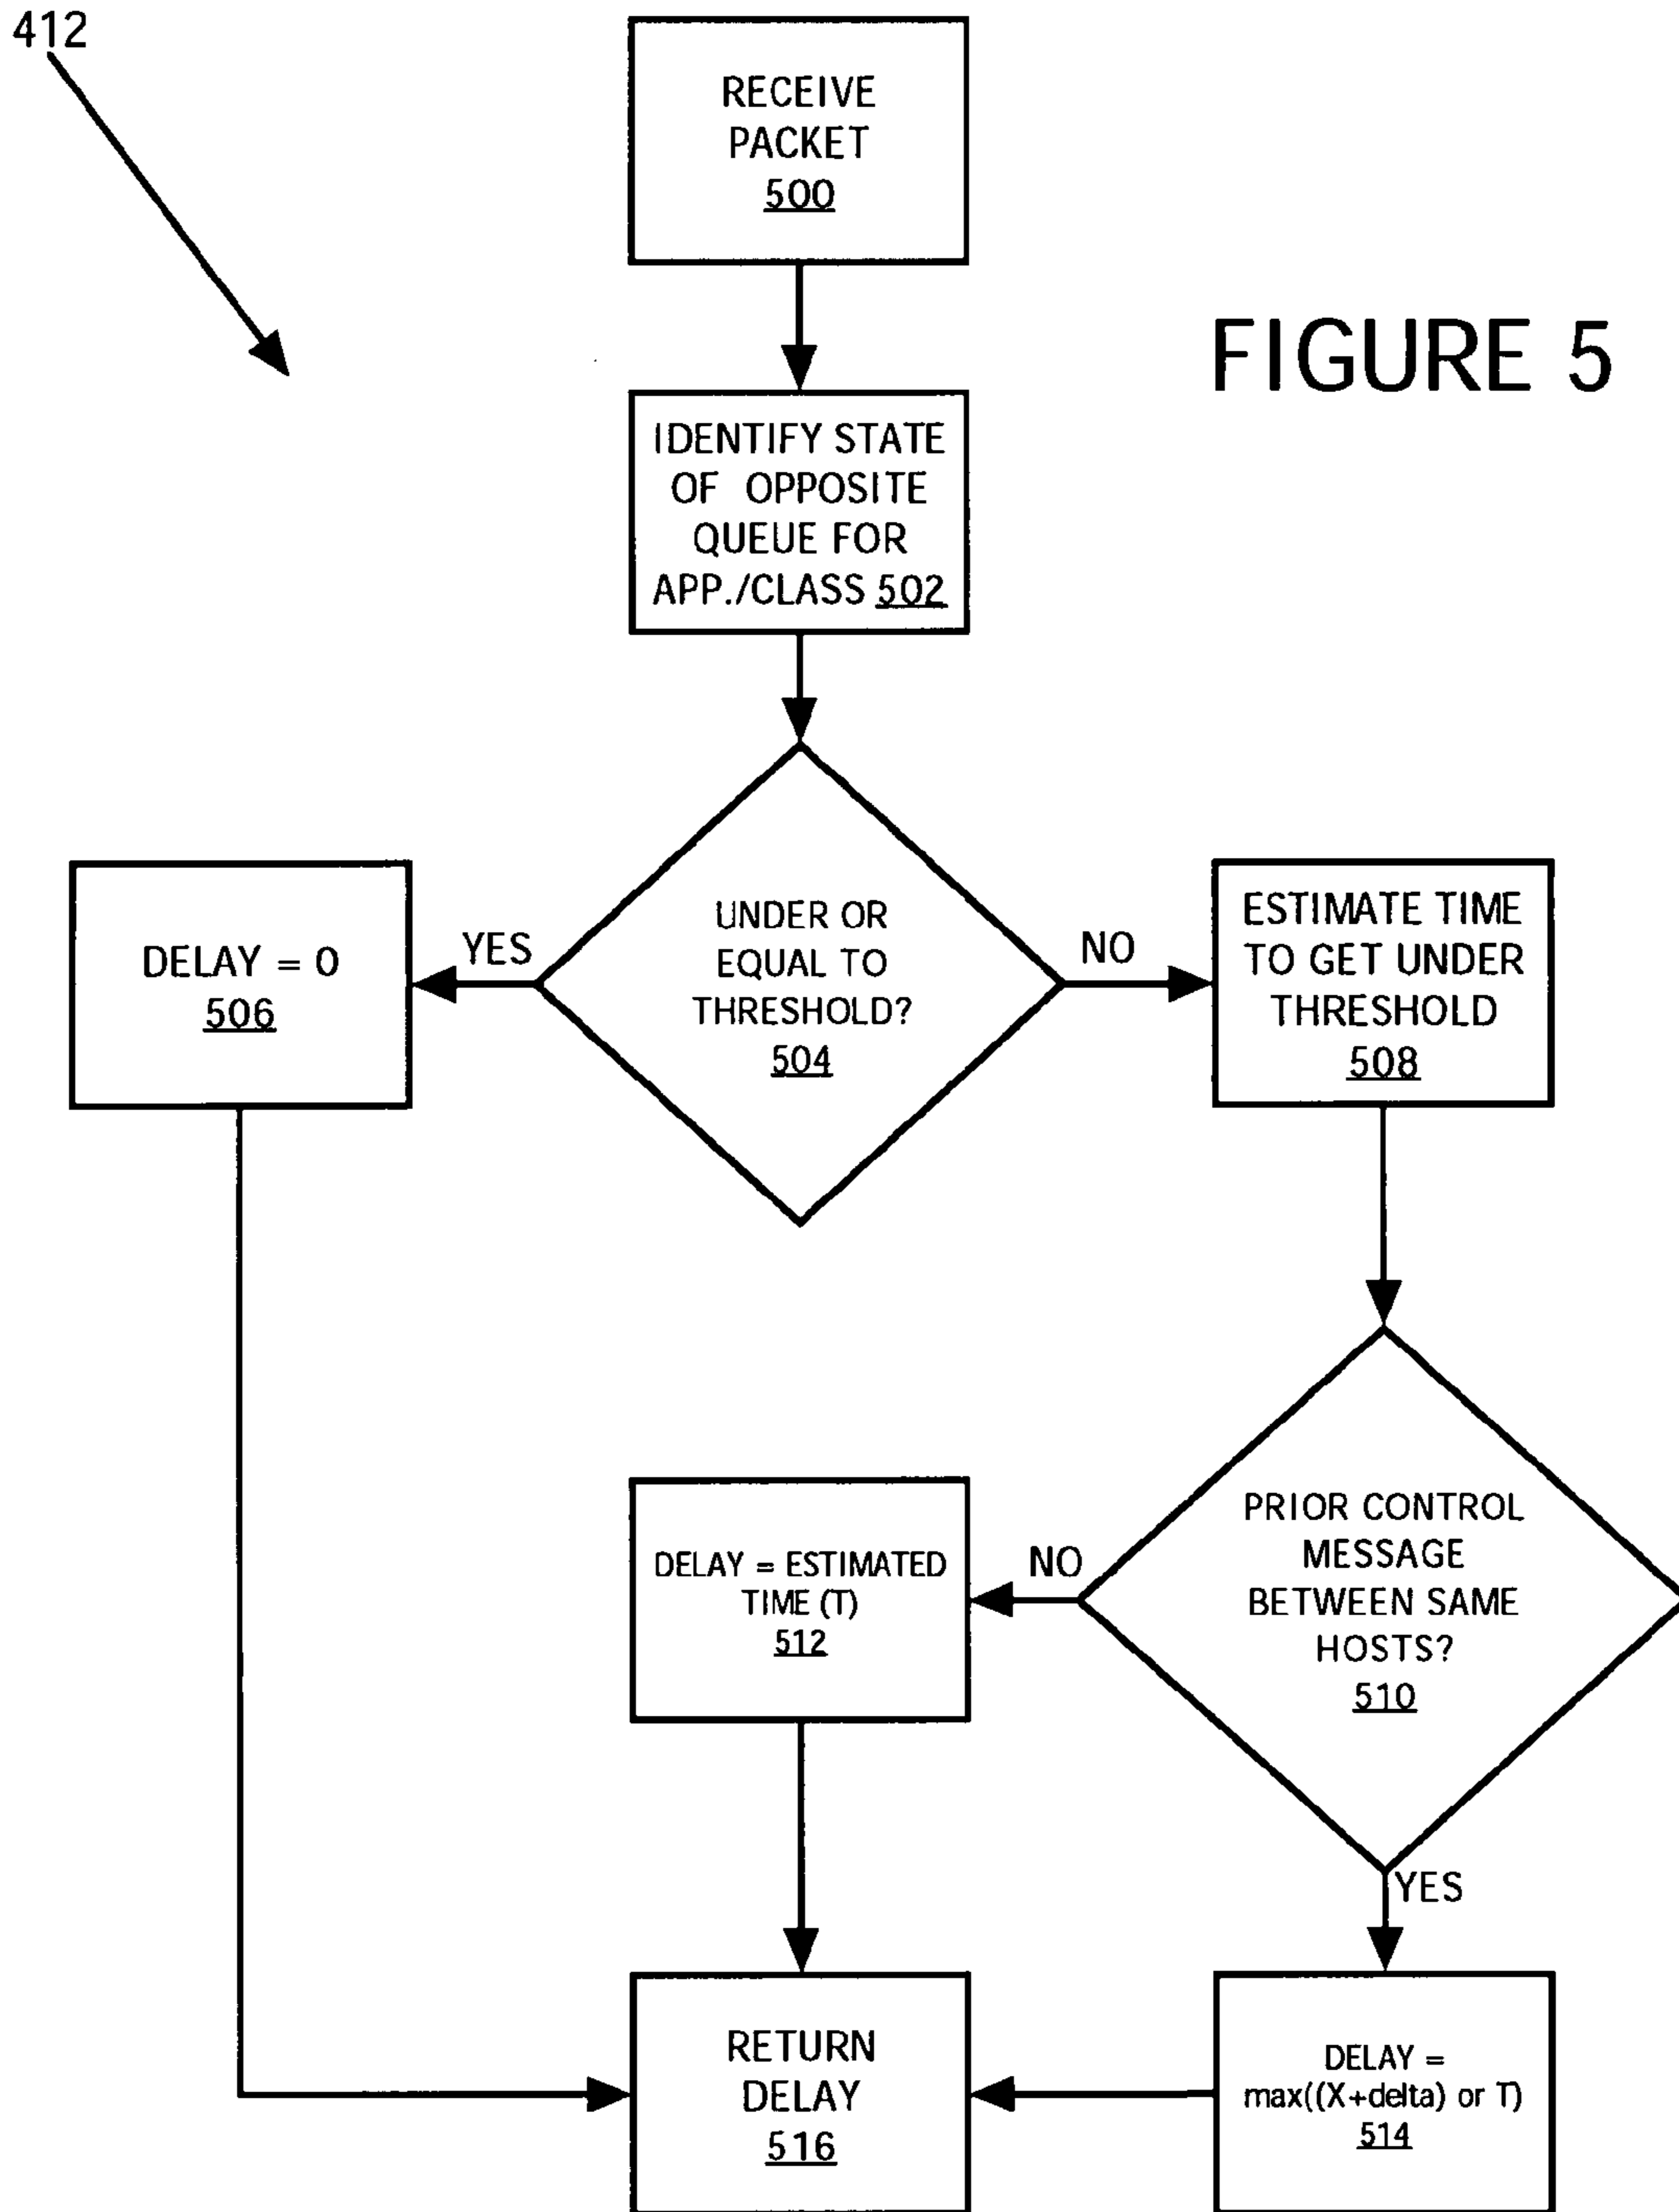 412
RECEIVE
PACKET
500
FIGURE 5
IDENTIFY STATE
OF OPPOSITE
QUEUE FOR
APP./CLASS 502
UNDER OR
EQUAL TO
THRESHOLD?
504
YES
NO
DELAY = 0
506
ESTIMATE TIME
TO GET UNDER
THRESHOLD
508
PRIOR CONTROL
MESSAGE
BETWEEN SAME
HOSTS?
510
NO
YES
DELAY = ESTIMATED
TIME (T)
512
RETURN
DELAY
516
DELAY =
max((X+delta) or T)
514